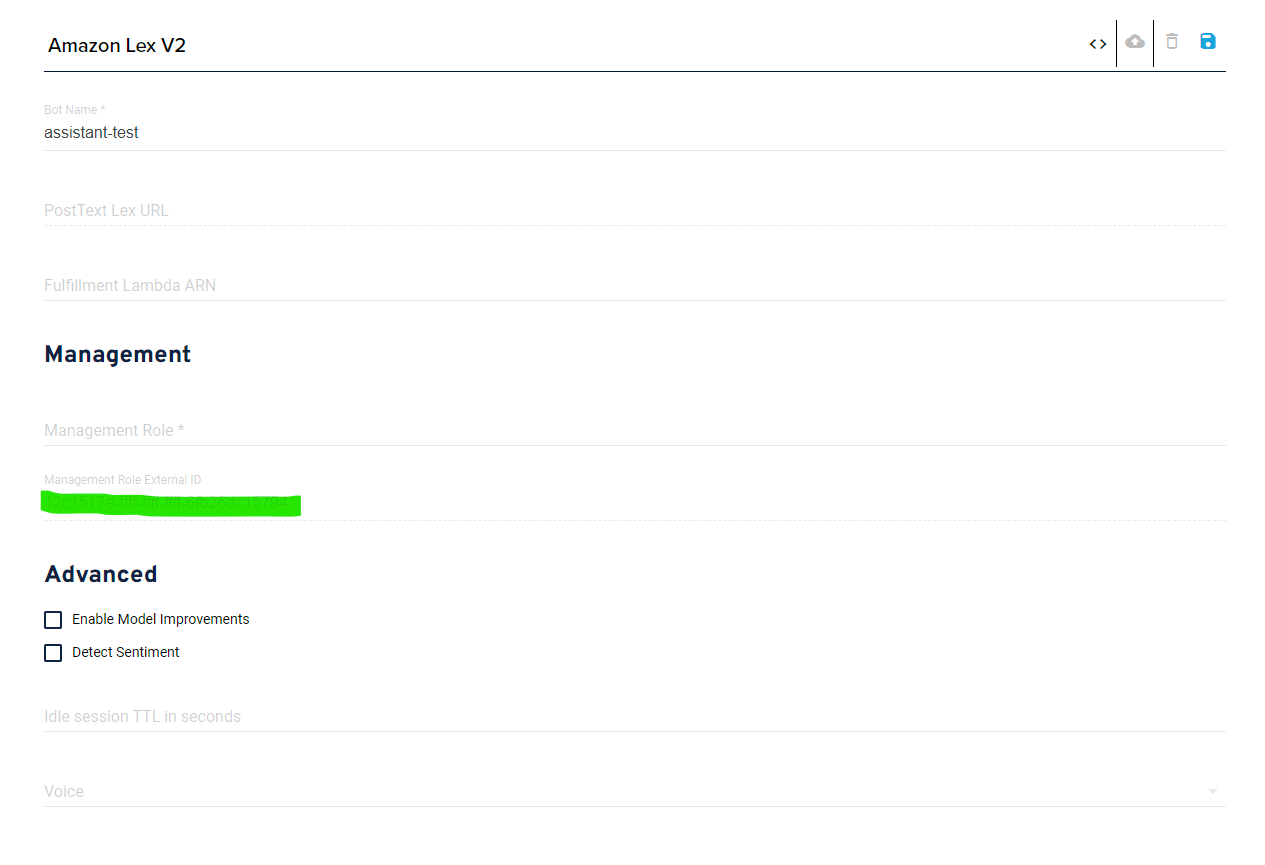 Amazon Lex V2
Bot Name *
assistant-test
PostText Lex URL
Fulfillment Lambda ARN
Management
Management Role *
Management Role External ID
Advanced
Enable Model Improvements
Detect Sentiment
Idle session TTL in seconds
Voice